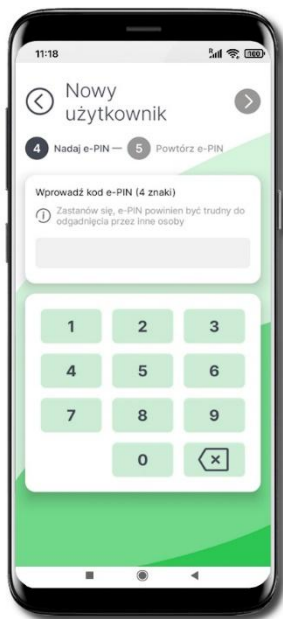 11:18
100
Nowy
użytkownik
4 Nadaj e-PIN — 5 Powtórz e-PIN
Wprowadź kod e-PIN (4 znaki)
Zastanów się, e-PIN powinien być trudny do
odgadnięcia przez inne osoby
1 2 3
4 5 6
7 8 9
0